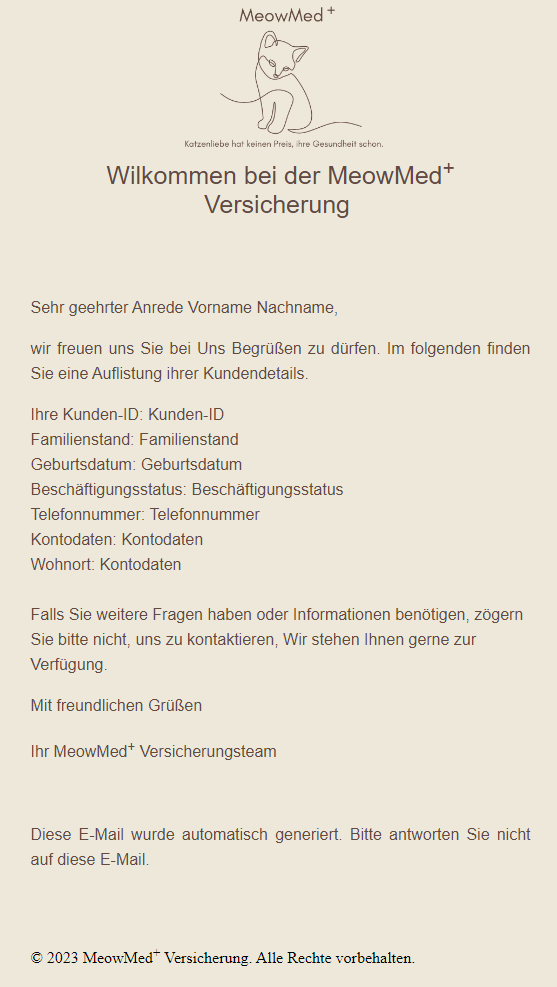 MeowMed+
Katzenliebe hat keinen Preis, ihre Gesundheit schon.
Wilkommen bei der MeowMed+
Versicherung
Sehr geehrter Anrede Vorname Nachname,
wir freuen uns Sie bei Uns Begrüßen zu dürfen. Im folgenden finden
Sie eine Auflistung ihrer Kundendetails.
Ihre Kunden-ID: Kunden-ID
Familienstand: Familienstand
Geburtsdatum: Geburtsdatum
Beschäftigungsstatus: Beschäftigungsstatus
Telefonnummer: Telefonnummer
Kontodaten: Kontodaten
Wohnort: Kontodaten
Falls Sie weitere Fragen haben oder Informationen benötigen, zögern
Sie bitte nicht, uns zu kontaktieren, Wir stehen Ihnen gerne zur
Verfügung.
Mit freundlichen Grüßen
Ihr MeowMed+ Versicherungsteam
Diese E-Mail wurde automatisch generiert. Bitte antworten Sie nicht
auf diese E-Mail.
© 2023 MeowMed+ Versicherung. Alle Rechte vorbehalten.